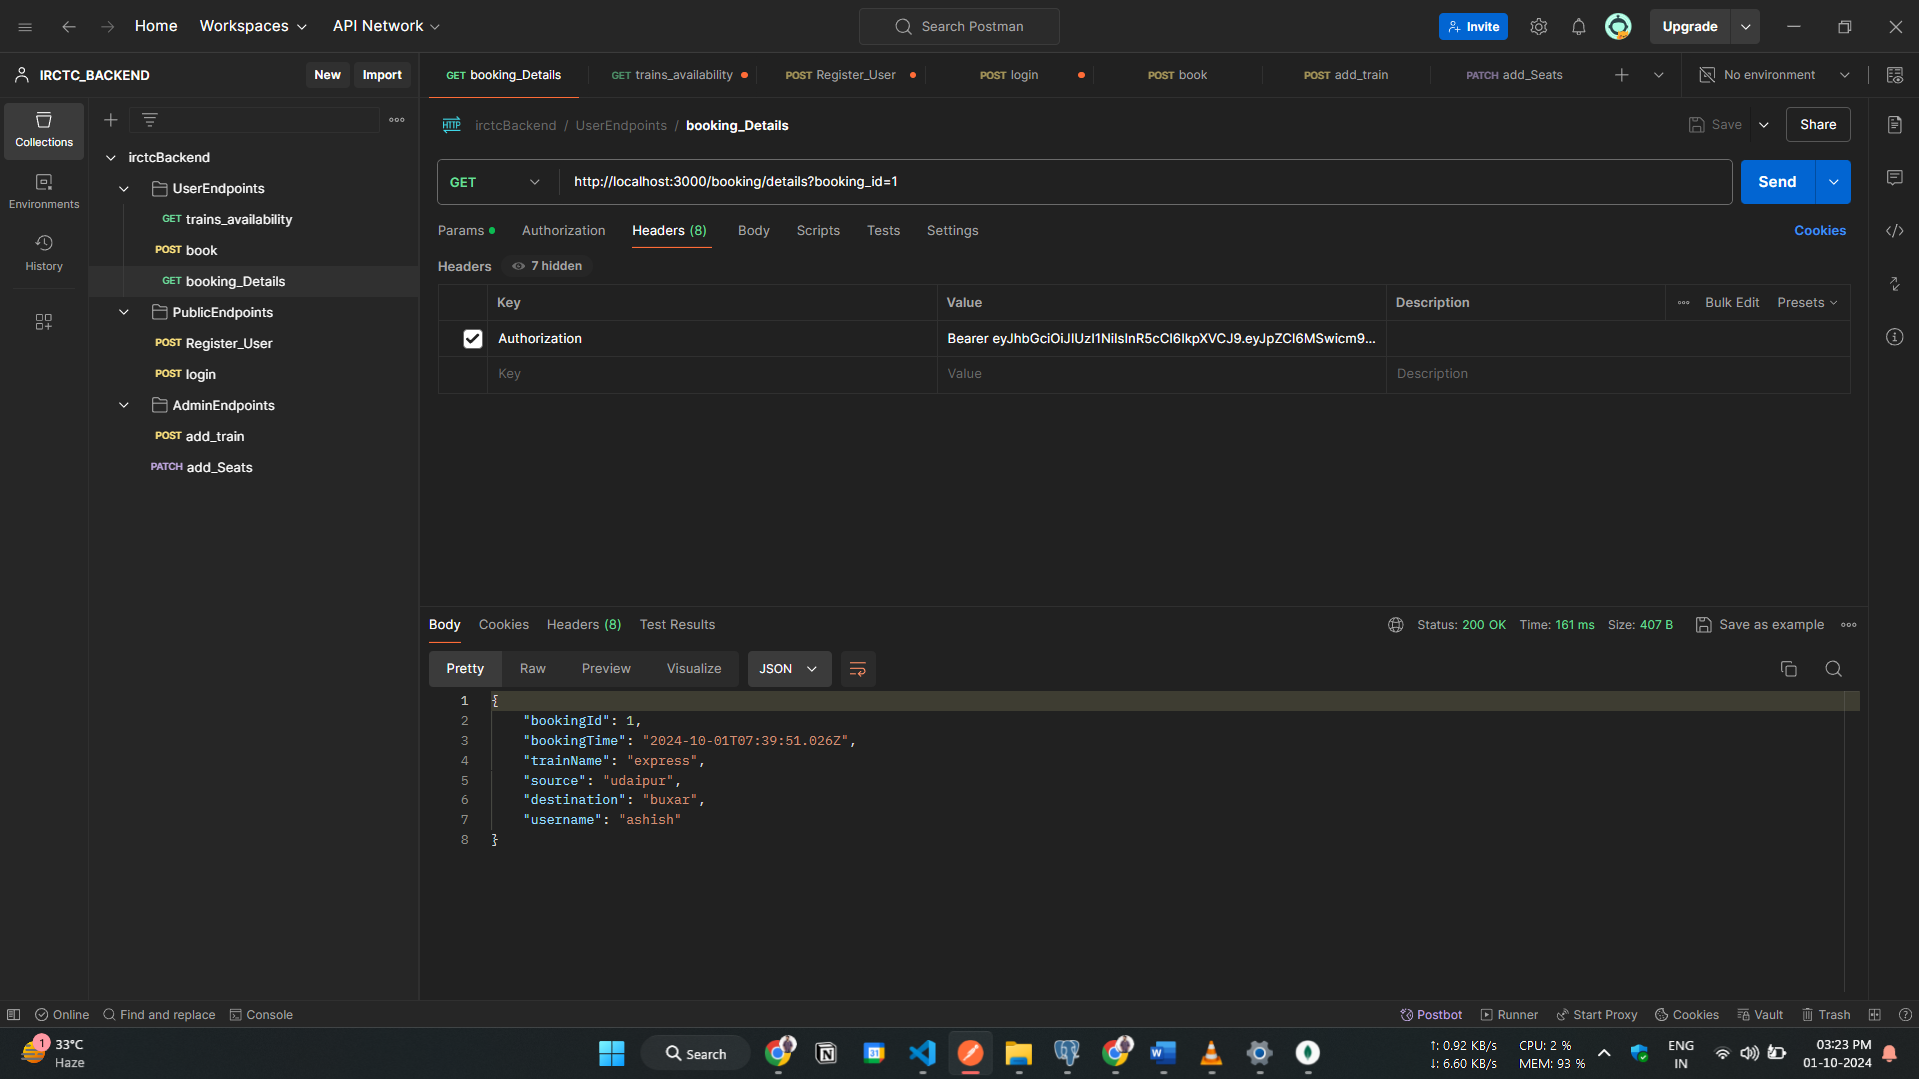 Home Workspaces API Network Search Postman Invite Upgrade
IRCTC_BACKEND New Import GET booking_Details GET trains_availability POST Register_User POST login POST book POST add_train PATCH add_Seats No environment
Collections
Environments
History
irctcBackend
UserEndpoints
GET trains_availability
POST book
GET booking_Details
PublicEndpoints
POST Register_User
POST login
AdminEndpoints
POST add_train
PATCH add_Seats
HTTP irctcBackend / UserEndpoints / booking_Details Save Share
GET http://localhost:3000/booking/details?booking_id=1 Send
Params Authorization Headers (8) Body Scripts Tests Settings Cookies
Headers 7 hidden
Key Value Description Bulk Edit Presets
Authorization Bearer eyJhbGciOiJIUzI1NiIsInR5cCI6IkpXVCJ9.eyJpZCI6MSwicm9...
Key Value Description
Body Cookies Headers (8) Test Results Status: 200 OK Time: 161 ms Size: 407 B Save as example
Pretty Raw Preview Visualize JSON
1 {
2 "bookingId": 1,
3 "bookingTime": "2024-10-01T07:39:51.026Z",
4 "trainName": "express",
5 "source": "udaipur",
6 "destination": "buxar",
7 "username": "ashish"
8 }
Online Find and replace Console Postbot Runner Start Proxy Cookies Vault Trash
1 33°C
Haze
Search
31
W
↑: 0.92 KB/s CPU: 2 %
↓: 6.60 KB/s MEM: 93 %
ENG
IN
03:23 PM
01-10-2024